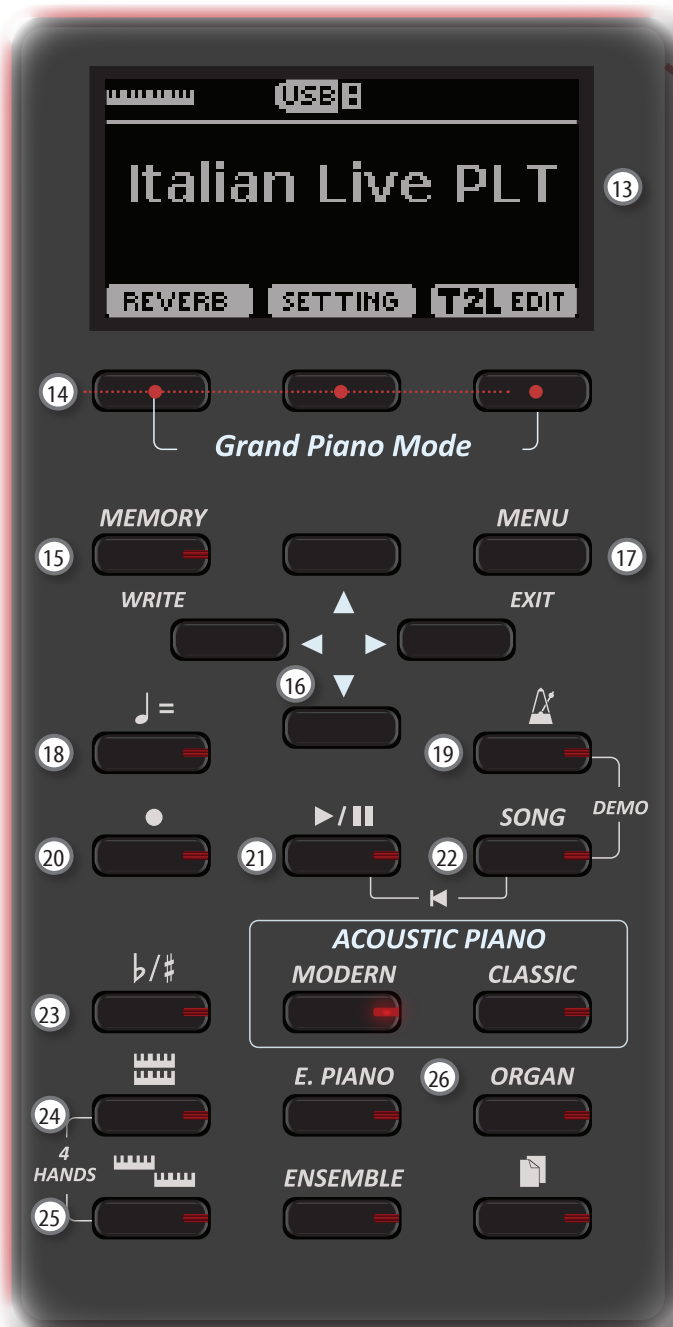 USB
Italian Live PLT
13
REVERB SETTING T2L EDIT
14
Grand Piano Mode
MEMORY MENU
15 17
WRITE EXIT
16
♩ =
18 19
DEMO
● ▶/❚❚ SONG
20 21 22
ACOUSTIC PIANO
♭/♯ MODERN CLASSIC
23
E. PIANO 26 ORGAN
24
4
HANDS
ENSEMBLE
25